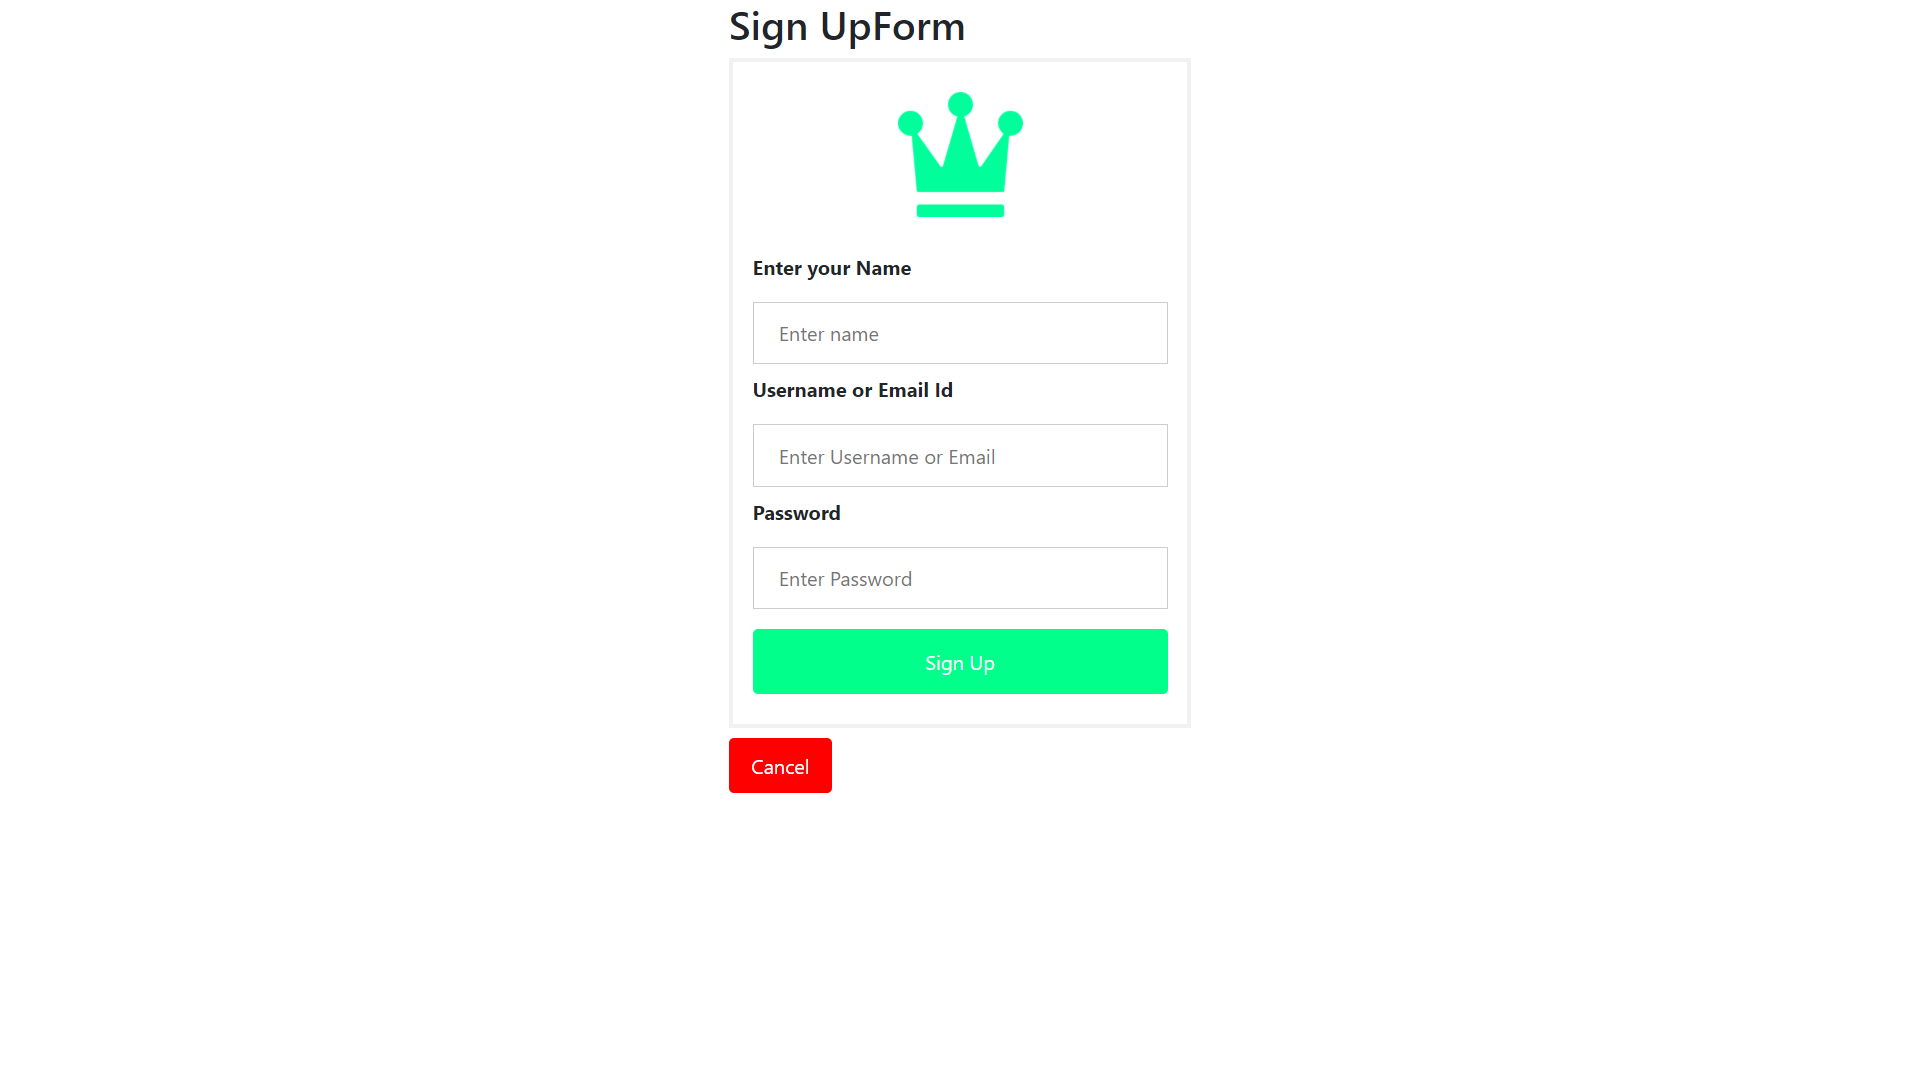 Sign UpForm
Enter your Name
Enter name
Username or Email Id
Enter Username or Email
Password
Enter Password
Sign Up
Cancel